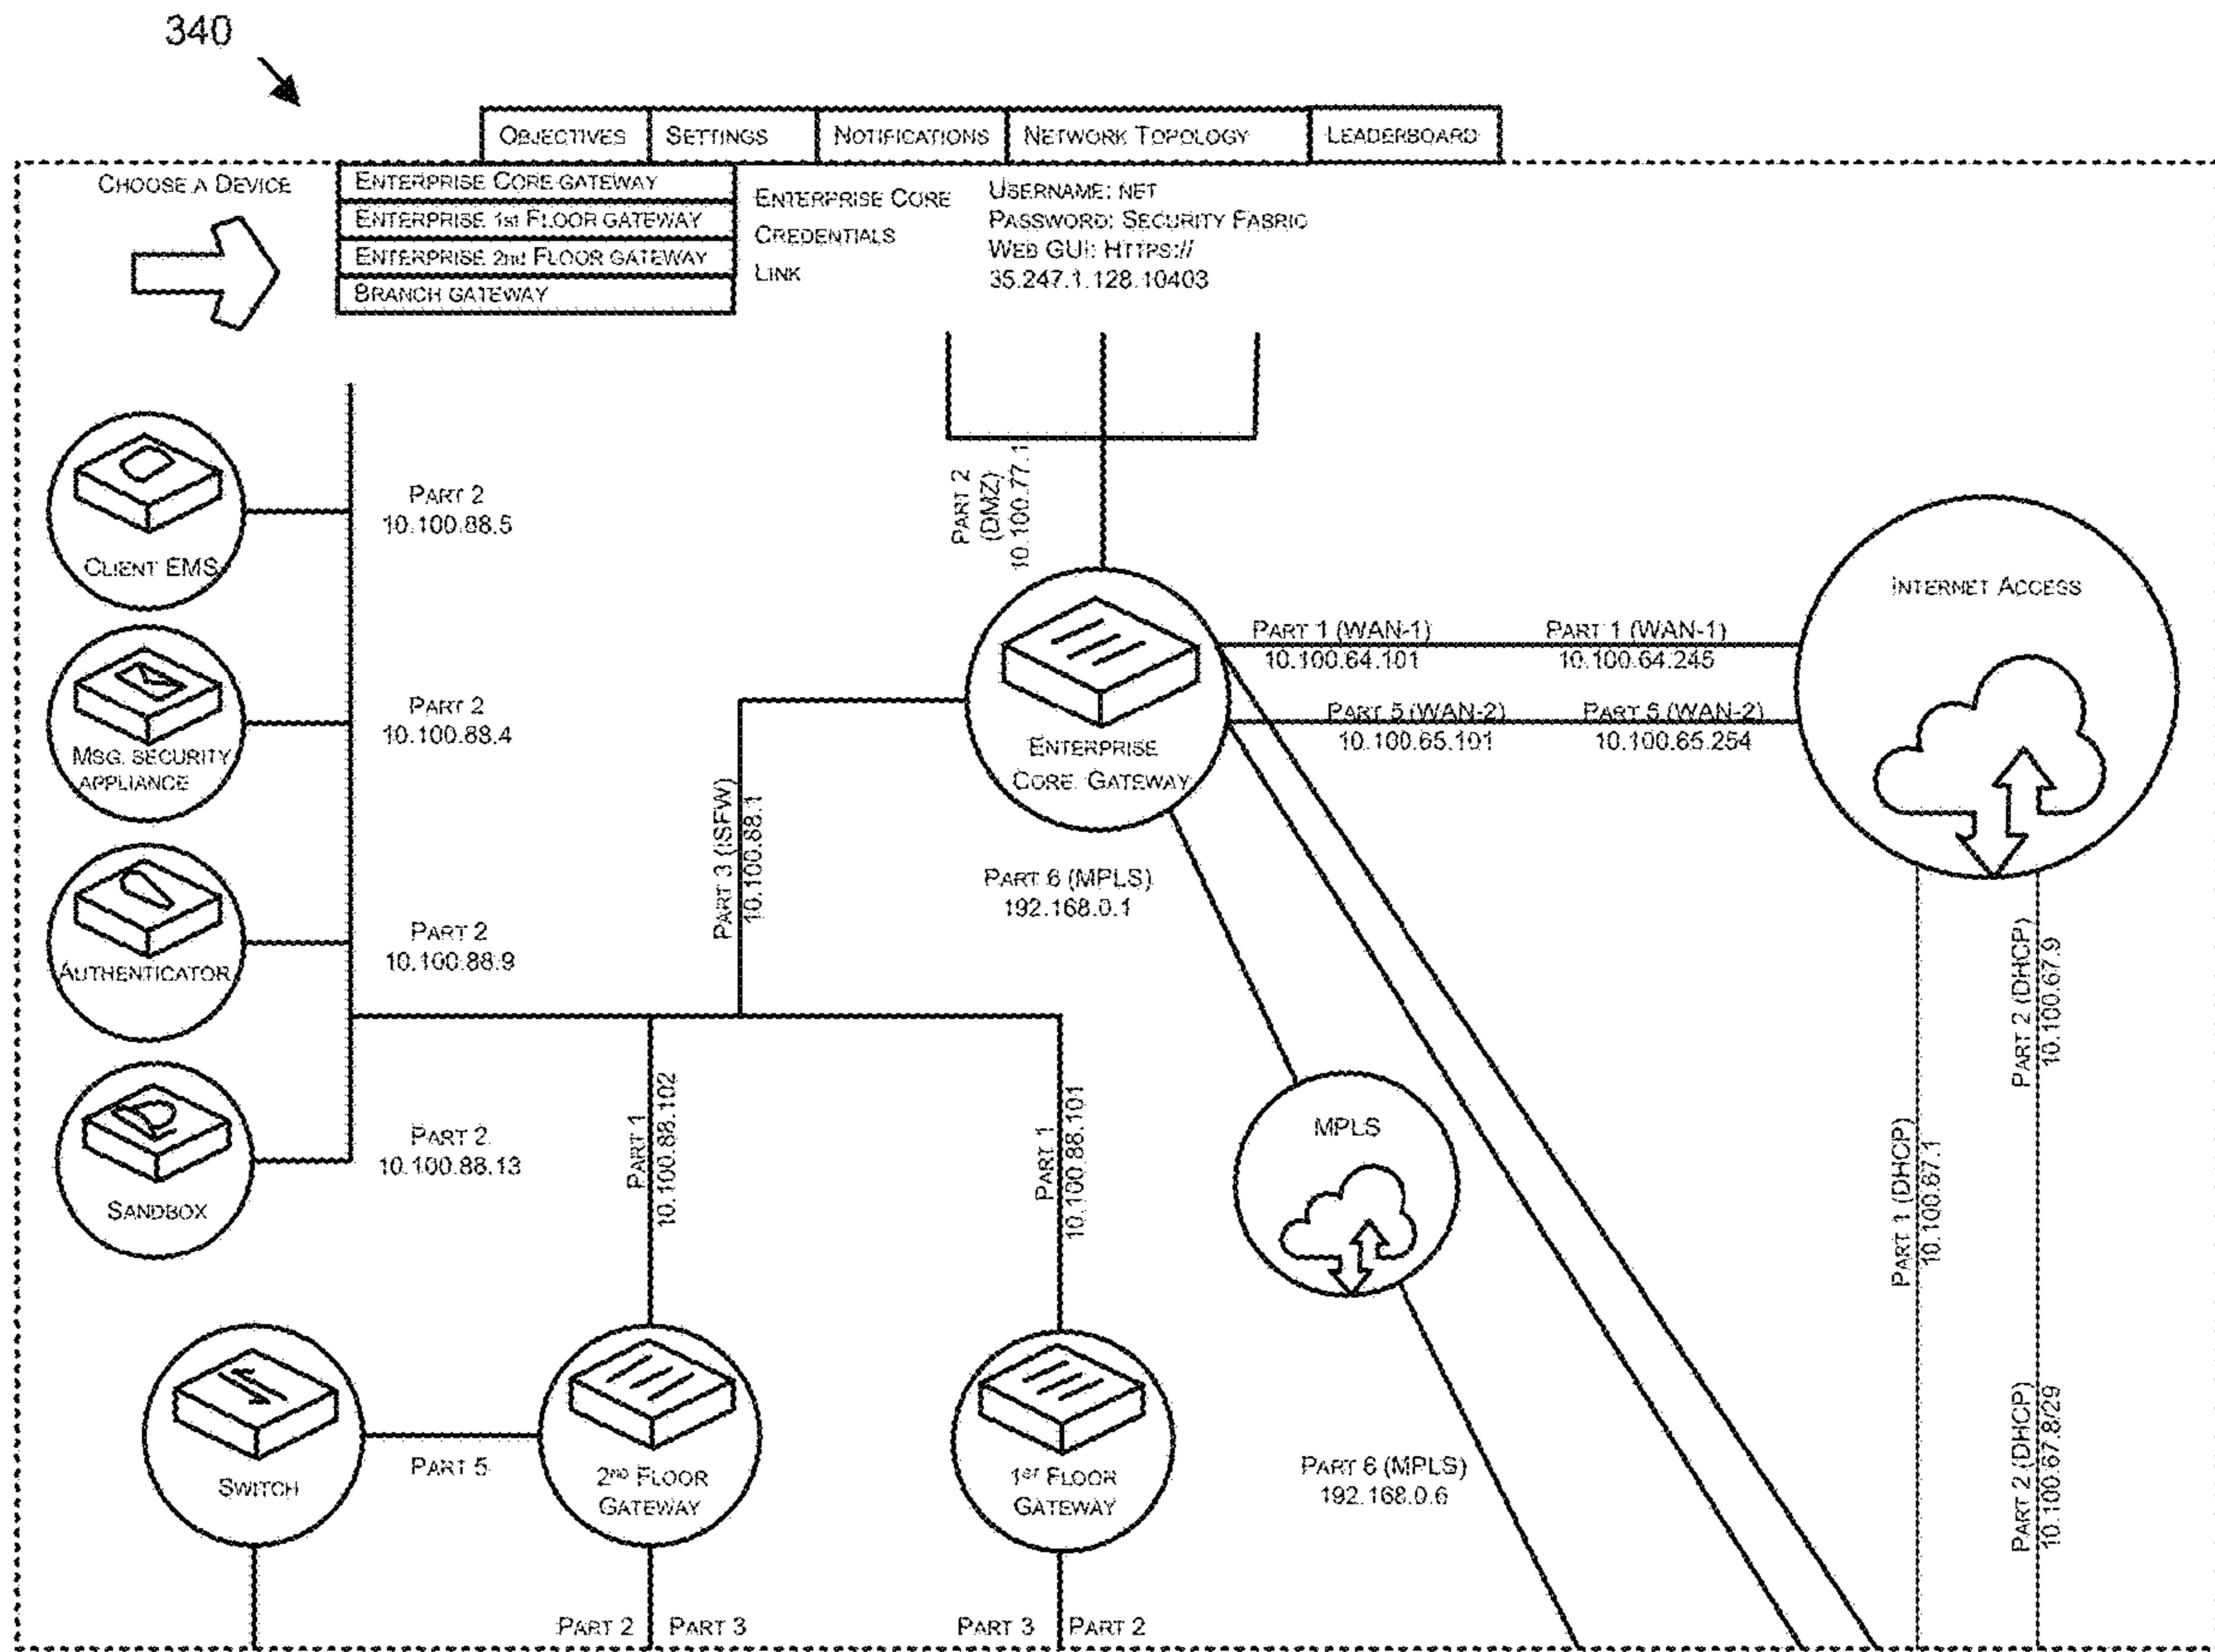 340
OBJECTIVES
SETTINGS
NOTIFICATIONS
NETWORK TOPOLOGY
LEADERBOARD
CHOOSE A DEVICE
ENTERPRISE CORE GATEWAY
ENTERPRISE 1st FLOOR GATEWAY
ENTERPRISE 2nd FLOOR GATEWAY
BRANCH GATEWAY
ENTERPRISE CORE
CREDENTIALS
LINK
USERNAME: NET
PASSWORD: SECURITY FABRIC
WEB GUI: HTTPS://
35.247.1.128.10403
CLIENT EMS
PART 2
10.100.88.5
MSG. SECURITY
APPLIANCE
PART 2
10.100.88.4
AUTHENTICATOR
PART 2
10.100.88.9
SANDBOX
PART 2
10.100.88.13
PART 2
(DMZ)
10.100.77.1
ENTERPRISE
CORE GATEWAY
PART 1 (WAN-1)
10.100.64.101
PART 1 (WAN-1)
10.100.64.245
PART 5 (WAN-2)
10.100.65.101
PART 5 (WAN-2)
10.100.65.254
INTERNET ACCESS
PART 3 (ISFW)
10.100.88.1
PART 6 (MPLS)
192.168.0.1
PART 1
10.100.88.102
PART 1
10.100.88.101
MPLS
PART 2 (DHCP)
10.100.67.9
PART 1 (DHCP)
10.100.67.1
SWITCH
PART 5
2ND FLOOR
GATEWAY
1ST FLOOR
GATEWAY
PART 6 (MPLS)
192.168.0.6
PART 2 (DHCP)
10.100.67.8/29
PART 2
PART 3
PART 3
PART 2